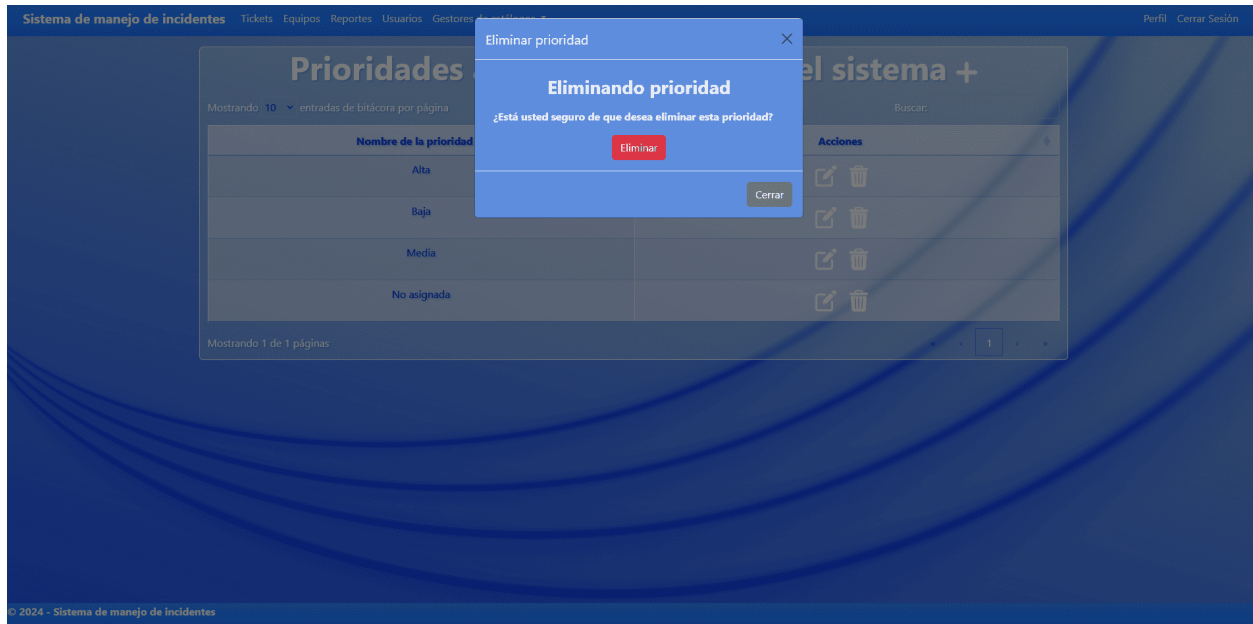 Sistema de manejo de incidentes Tickets Equipos Reportes Usuarios Gestores Perfil Cerrar Sesión
Eliminar prioridad
Prioridades el sistema +
Eliminando prioridad
Mostrando 10 entradas de bitácora por página Buscar:
¿Está usted seguro de que desea eliminar esta prioridad?
Nombre de la prioridad Acciones
Eliminar
Alta
Cerrar
Baja
Media
No asignada
Mostrando 1 de 1 páginas « ‹ 1 › »
© 2024 - Sistema de manejo de incidentes